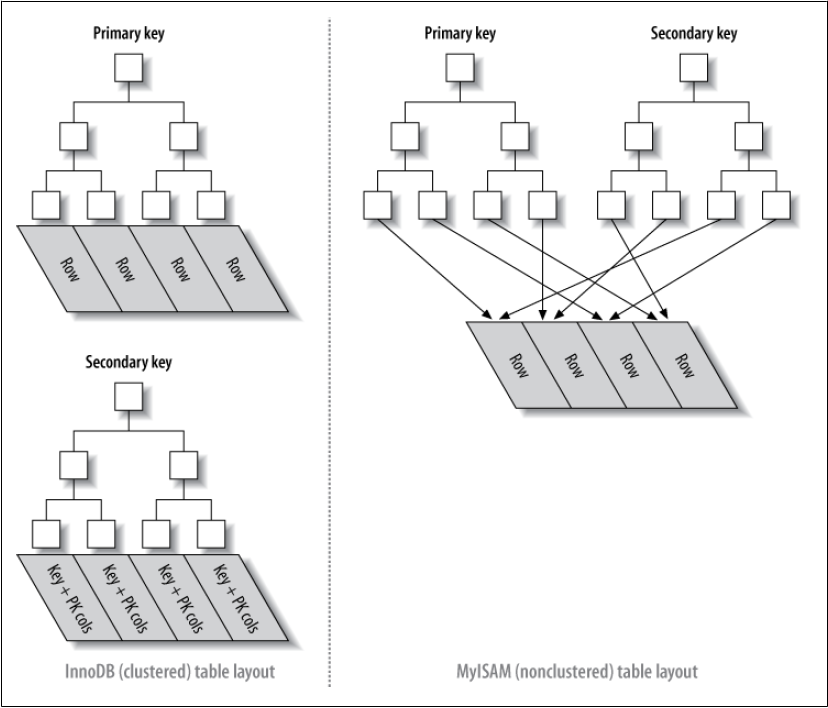 Primary key
Row
Row
Row
Row
Secondary key
Key + PK cols
Key + PK cols
Key + PK cols
Key + PK cols
InnoDB (clustered) table layout
Primary key
Secondary key
Row
Row
Row
Row
MyISAM (nonclustered) table layout